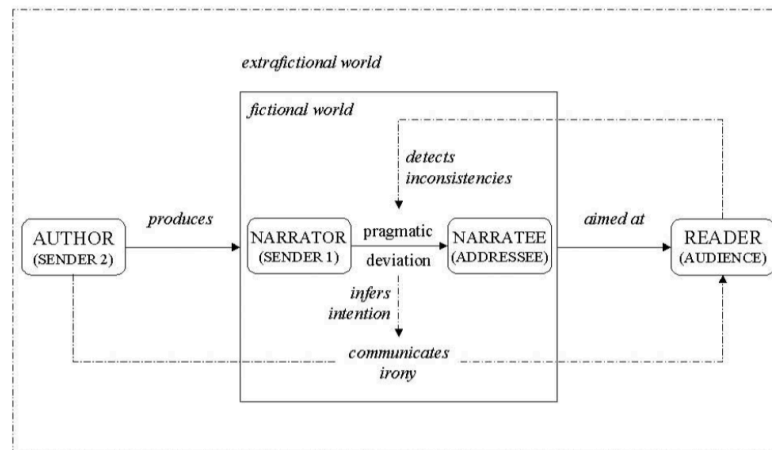 extrafictional world
fictional world
detects
inconsistencies
produces
aimed at
AUTHOR
(SENDER 2)
NARRATOR
(SENDER 1)
pragmatic
deviation
NARRATEE
(ADDRESSEE)
READER
(AUDIENCE)
infers
intention
communicates
irony